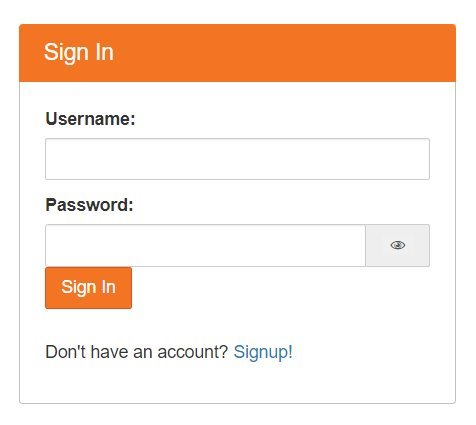 Sign In
Username:
Password:
Sign In
Don't have an account? Signup!